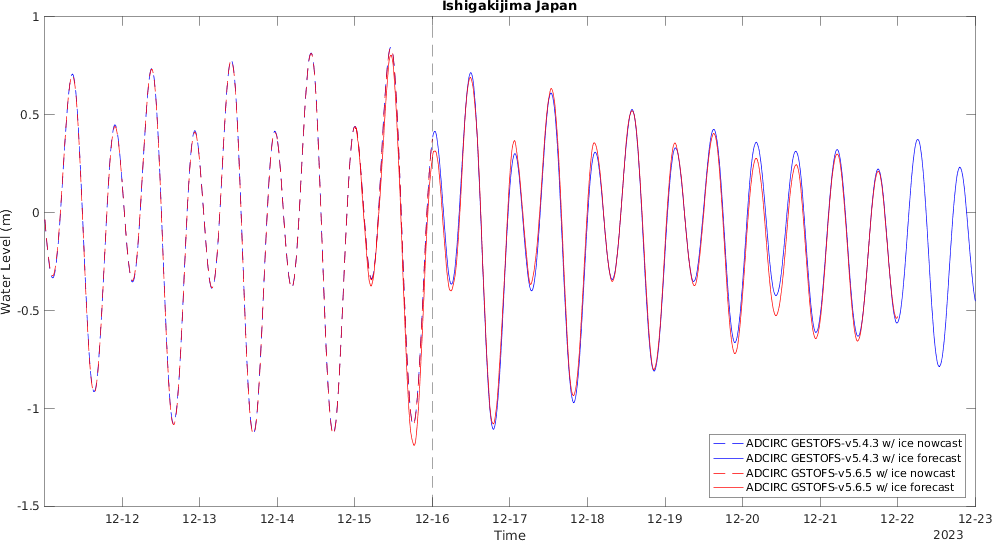 Ishigakijima Japan
1
0.5
0
-0.5
-1
-1.5
Water Level (m)
12-12
12-13
12-14
12-15
12-16
12-17
12-18
12-19
12-20
12-21
12-22
12-23
Time
2023
ADCIRC GESTOFS-v5.4.3 w/ ice nowcast
ADCIRC GESTOFS-v5.4.3 w/ ice forecast
ADCIRC GSTOFS-v5.6.5 w/ ice nowcast
ADCIRC GSTOFS-v5.6.5 w/ ice forecast